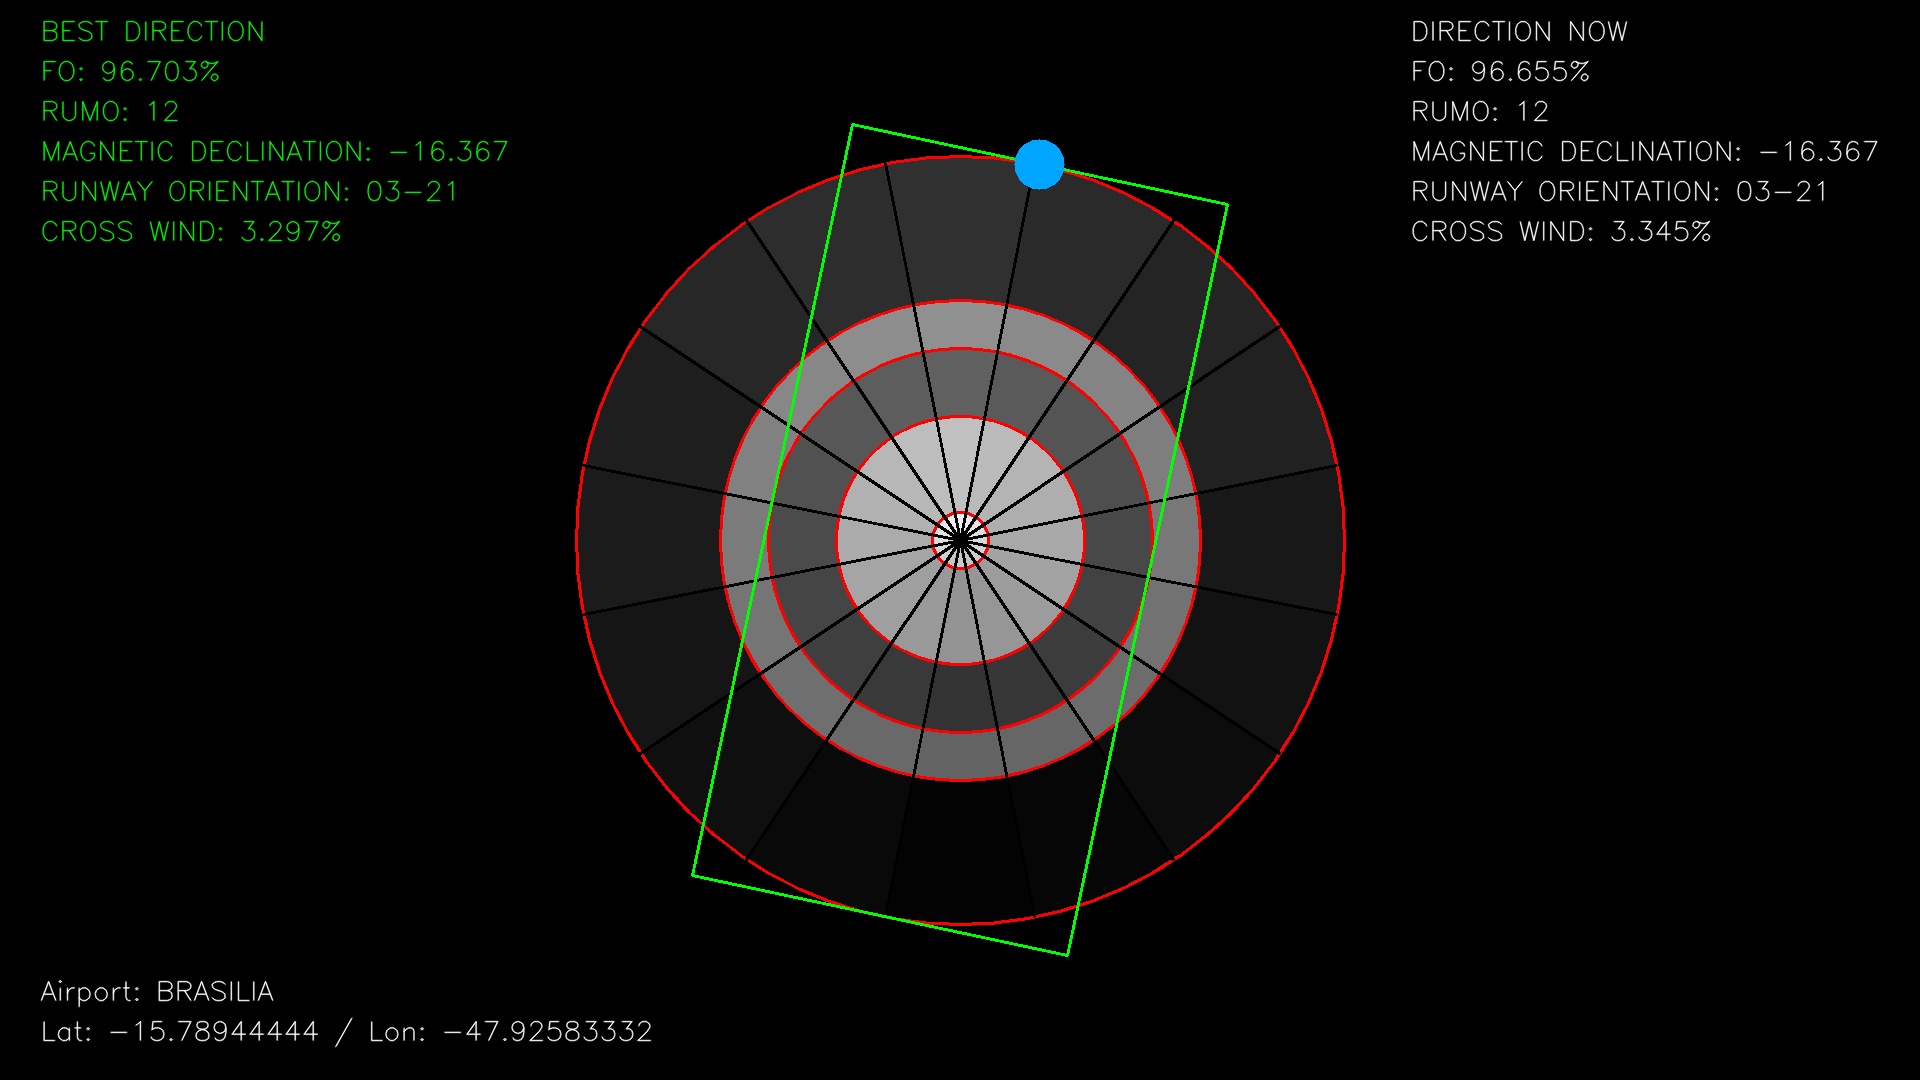 BEST DIRECTION
FO: 96.703%
RUMO: 12
MAGNETIC DECLINATION: -16.367
RUNWAY ORIENTATION: 03-21
CROSS WIND: 3.297%
DIRECTION NOW
FO: 96.655%
RUMO: 12
MAGNETIC DECLINATION: -16.367
RUNWAY ORIENTATION: 03-21
CROSS WIND: 3.345%
Airport: BRASILIA
Lat: -15.78944444 / Lon: -47.92583332